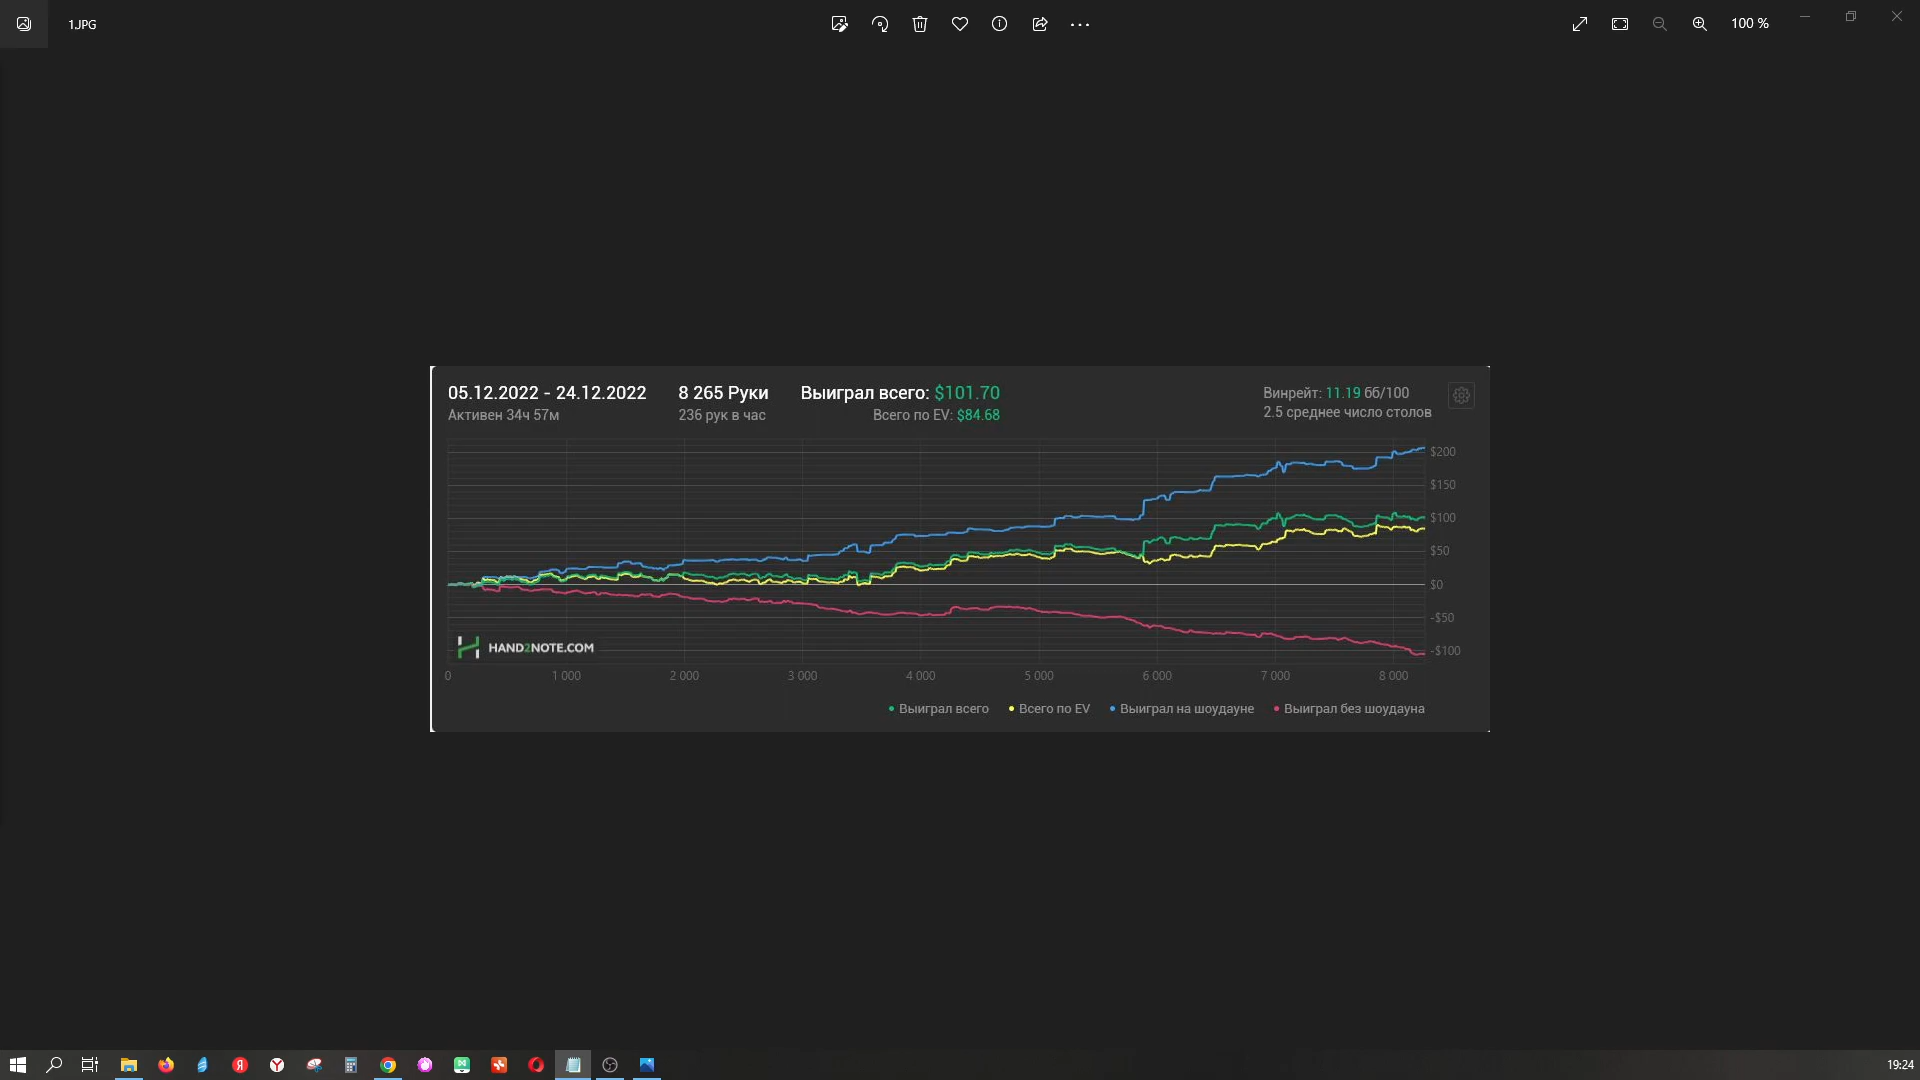 1.JPG
100 %
05.12.2022 - 24.12.2022
8 265 Руки
Выиграл всего: $101.70
Винрейт: 11.19 бб/100
Активен 34ч 57м
236 рук в час
Всего по EV: $84.68
2.5 среднее число столов
$200
$150
$100
$50
$0
-$50
-$100
HAND2NOTE.COM
0
1 000
2 000
3 000
4 000
5 000
6 000
7 000
8 000
Выиграл всего
Всего по EV
Выиграл на шоудауне
Выиграл без шоудауна
19:24